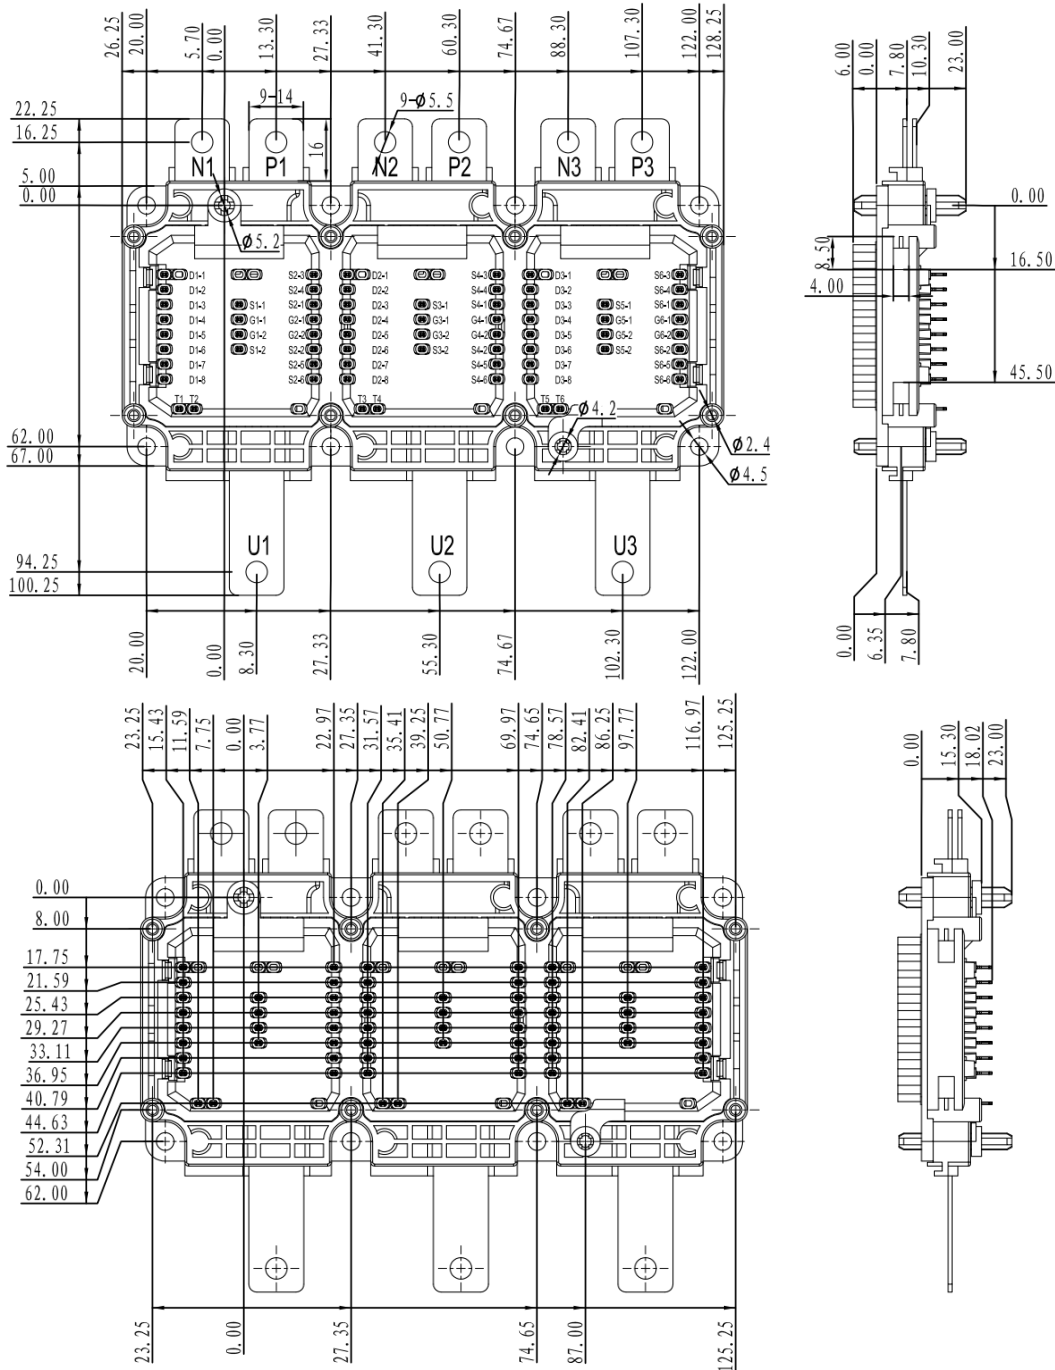 26.25 20.00 5.70 0.00 13.30 27.33 41.30 60.30 74.67 88.30 107.30 122.00 128.25
6.00 0.00 7.80 10.30 23.00
22.25
9-14
9-ϕ5.5
16.25
16
N1 P1 N2 P2 N3 P3
5.00
0.00
0.00
ϕ5.2
8.50
16.50
4.00
D1-1 S2-3 D2-1 S4-3 D3-1 S6-3
D1-2 S2-4 D2-2 S4-4 D3-2 S6-4
D1-3 S1-1 S2-1 D2-3 S3-1 S4-1 D3-3 S5-1 S6-1
D1-4 G1-1 G2-1 D2-4 G3-1 G4-1 D3-4 G5-1 G6-1
D1-5 G1-2 G2-2 D2-5 G3-2 G4-2 D3-5 G5-2 G6-2
D1-6 S1-2 S2-2 D2-6 S3-2 S4-2 D3-6 S5-2 S6-2
D1-7 S2-5 D2-7 S4-5 D3-7 S6-5
D1-8 S2-6 D2-8 S4-6 D3-8 S6-6
T1 T2 T3 T4 T5 T6
45.50
ϕ4.2
62.00
67.00
ϕ2.4
ϕ4.5
U1 U2 U3
94.25
100.25
20.00 0.00 8.30 27.33 55.30 74.67 102.30 122.00
0.00 6.35 7.80
23.25 15.43 11.59 7.75 0.00 3.77 22.97 27.35 31.57 35.41 39.25 50.77 69.97 74.65 78.57 82.41 86.25 97.77 116.97 125.25
0.00 15.30 18.02 23.00
0.00
8.00
17.75
21.59
25.43
29.27
33.11
36.95
40.79
44.63
52.31
54.00
62.00
23.25 0.00 27.35 74.65 87.00 125.25